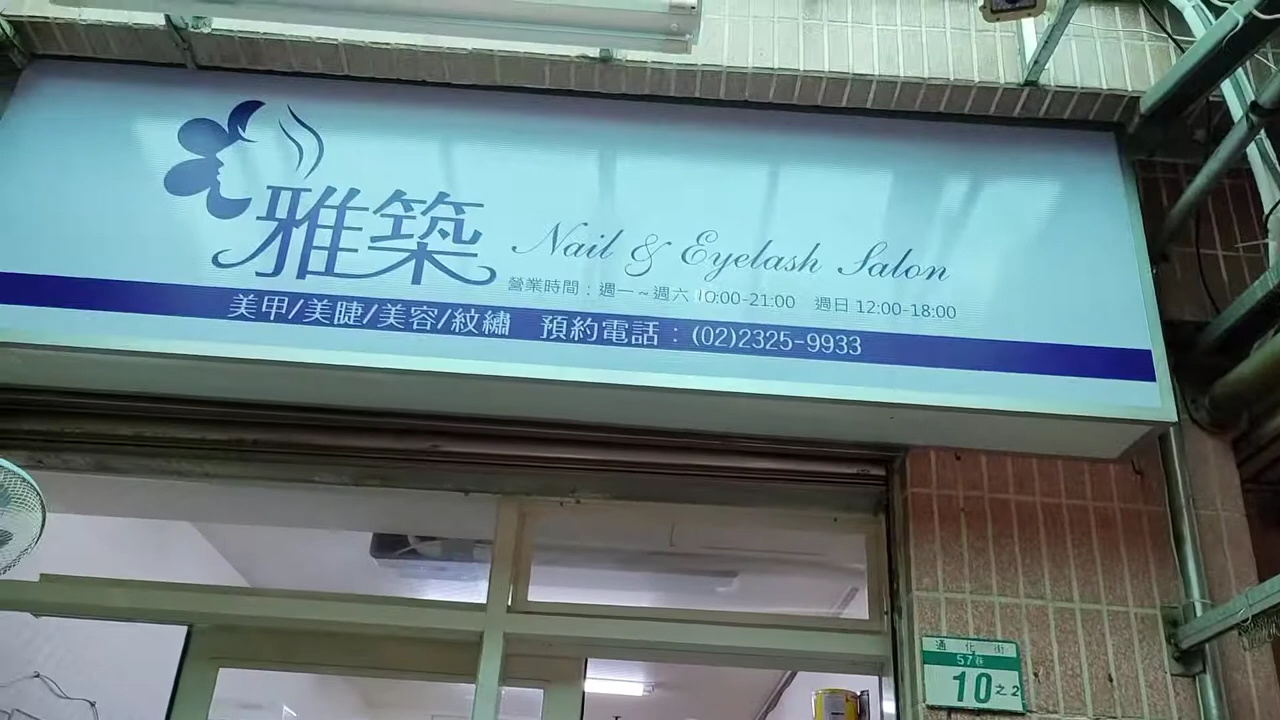 雅築
Nail & Eyelash Salon
營業時間：週一~週六 10:00-21:00 週日 12:00-18:00
美甲/美睫/美容/紋繡 預約電話：(02)2325-9933
通化街
57巷
10之2